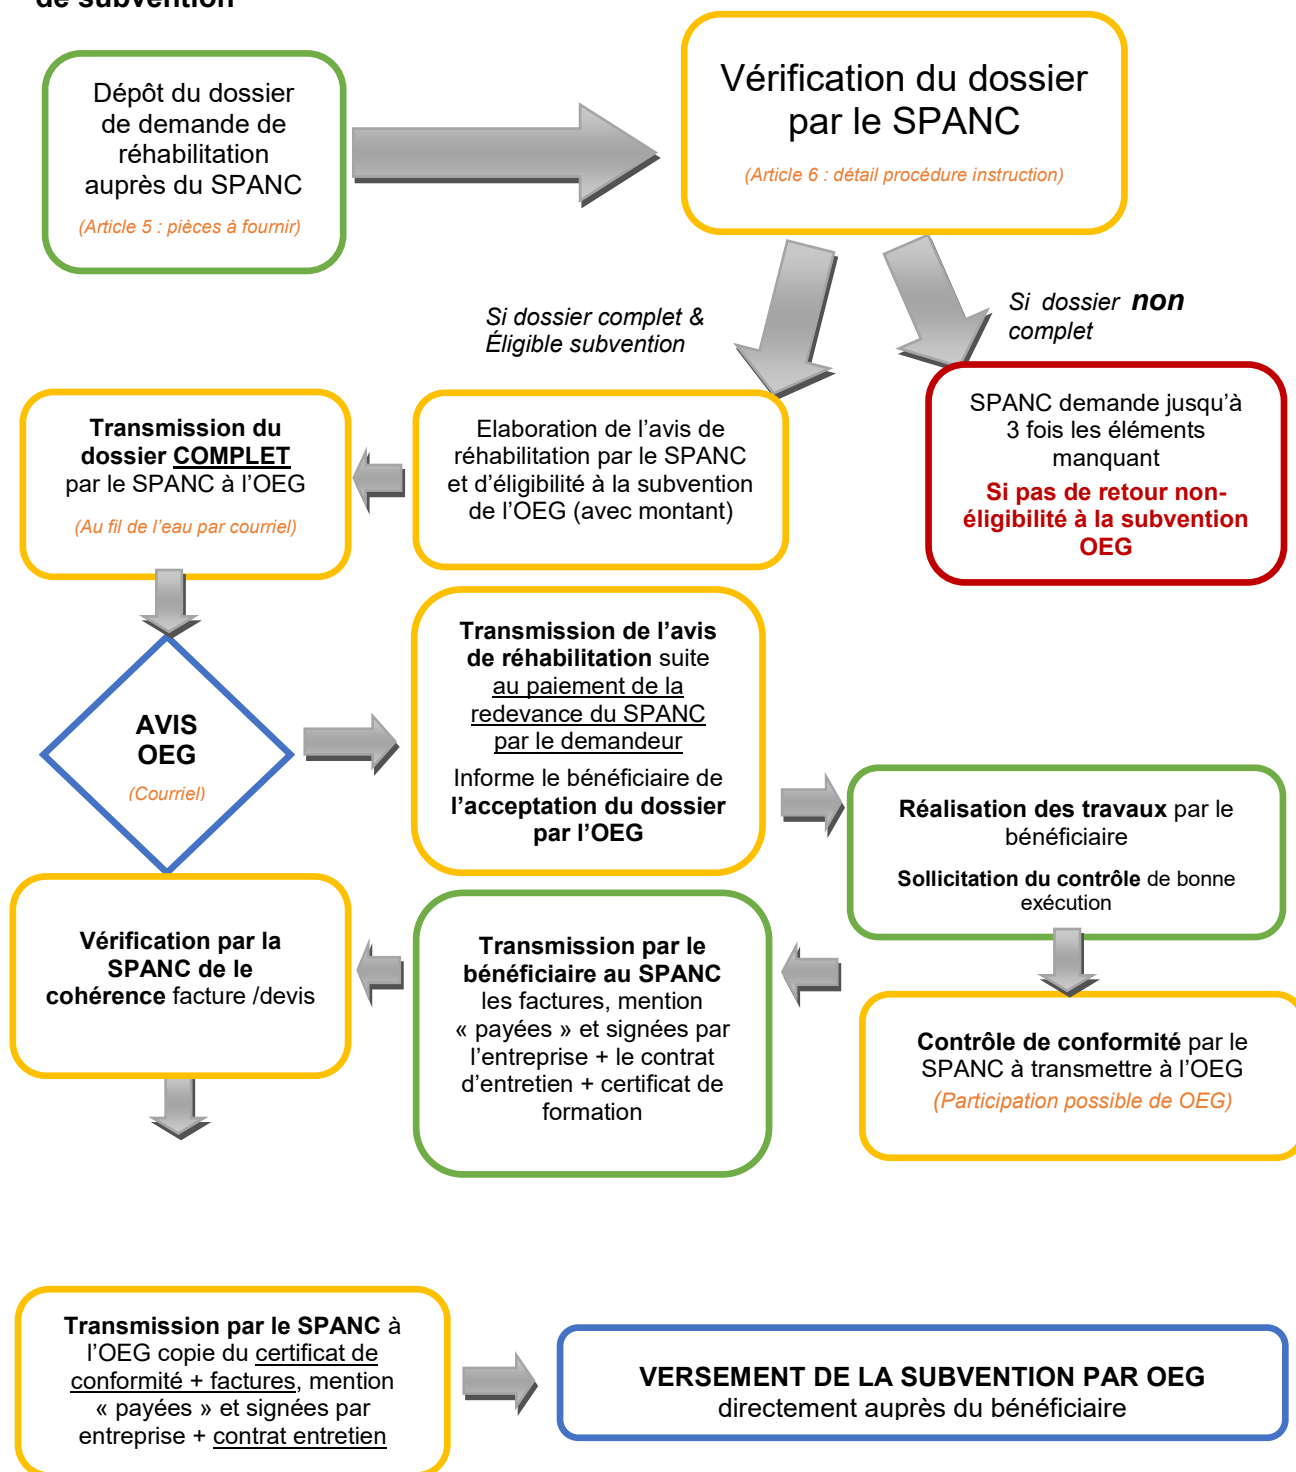 de subvention
Dépôt du dossier
de demande de
réhabilitation
auprès du SPANC
(Article 5 : pièces à fournir)
Vérification du dossier
par le SPANC
(Article 6 : détail procédure instruction)
Si dossier complet &
Éligible subvention
Si dossier non
complet
Transmission du
dossier COMPLET
par le SPANC à l'OEG
(Au fil de l'eau par courriel)
Elaboration de l'avis de
réhabilitation par le SPANC
et d'éligibilité à la subvention
de l'OEG (avec montant)
SPANC demande jusqu'à
3 fois les éléments
manquant
Si pas de retour non-
éligibilité à la subvention
OEG
AVIS
OEG
(Courriel)
Transmission de l'avis
de réhabilitation suite
au paiement de la
redevance du SPANC
par le demandeur
Informe le bénéficiaire de
l'acceptation du dossier
par l'OEG
Réalisation des travaux par le
bénéficiaire
Sollicitation du contrôle de bonne
exécution
Vérification par la
SPANC de le
cohérence facture /devis
Transmission par le
bénéficiaire au SPANC
les factures, mention
« payées » et signées par
l'entreprise + le contrat
d'entretien + certificat de
formation
Contrôle de conformité par le
SPANC à transmettre à l'OEG
(Participation possible de OEG)
Transmission par le SPANC à
l'OEG copie du certificat de
conformité + factures, mention
« payées » et signées par
entreprise + contrat entretien
VERSEMENT DE LA SUBVENTION PAR OEG
directement auprès du bénéficiaire